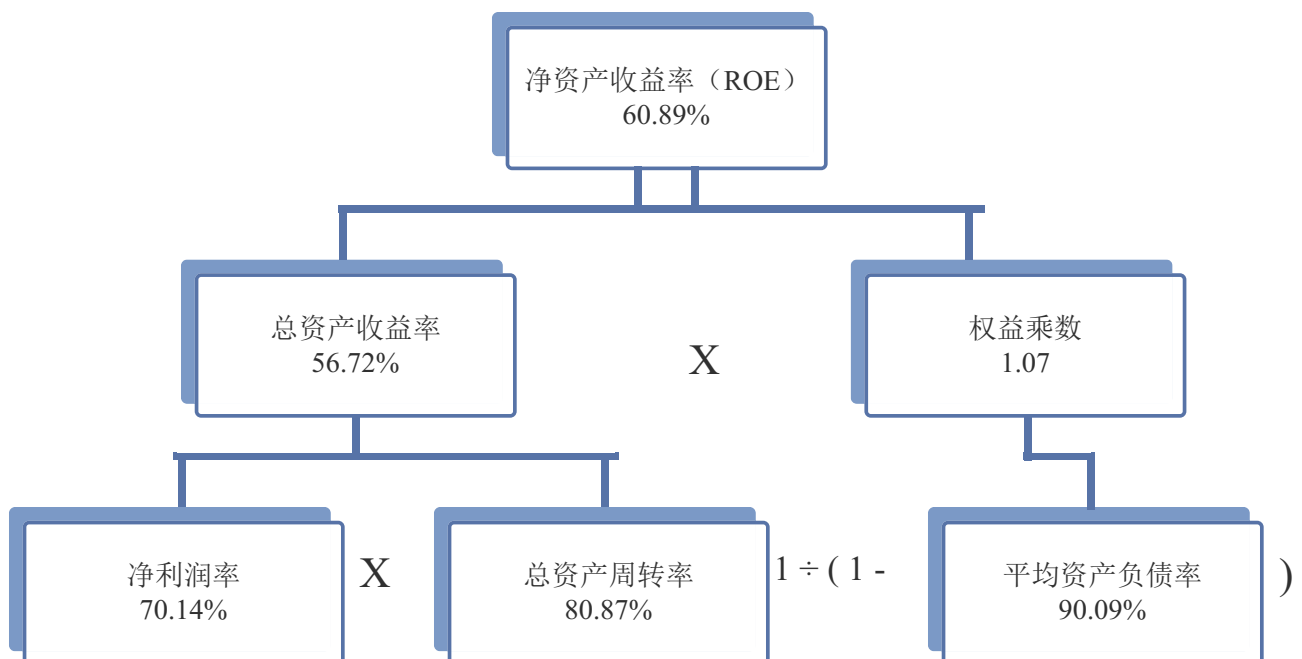 净资产收益率（ROE）
60.89%
总资产收益率
56.72%
X
权益乘数
1.07
净利润率
70.14%
X
总资产周转率
80.87%
1 ÷ ( 1 -
平均资产负债率
90.09%
)